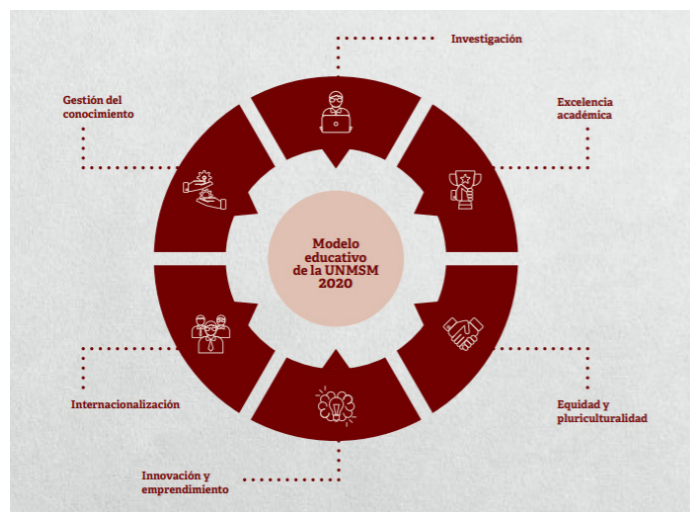 Investigación
Gestión del
conocimiento
Excelencia
académica
Modelo
educativo
de la UNMSM
2020
Internacionalización
Equidad y
pluriculturalidad
Innovación y
emprendimiento